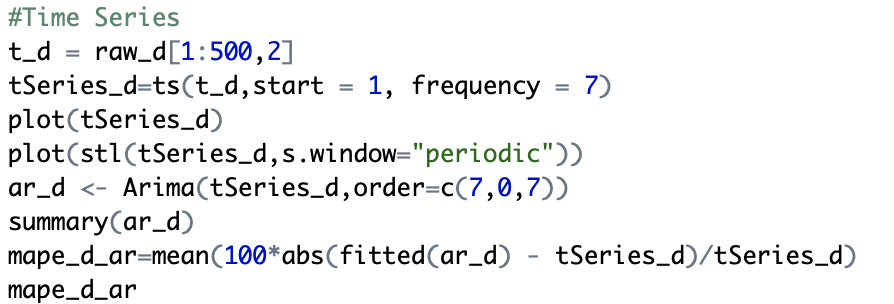 #Time Series
t_d = raw_d[1:500,2]
tSeries_d=ts(t_d,start = 1, frequency = 7)
plot(tSeries_d)
plot(stl(tSeries_d,s.window="periodic"))
ar_d <- Arima(tSeries_d,order=c(7,0,7))
summary(ar_d)
mape_d_ar=mean(100*abs(fitted(ar_d) - tSeries_d)/tSeries_d)
mape_d_ar